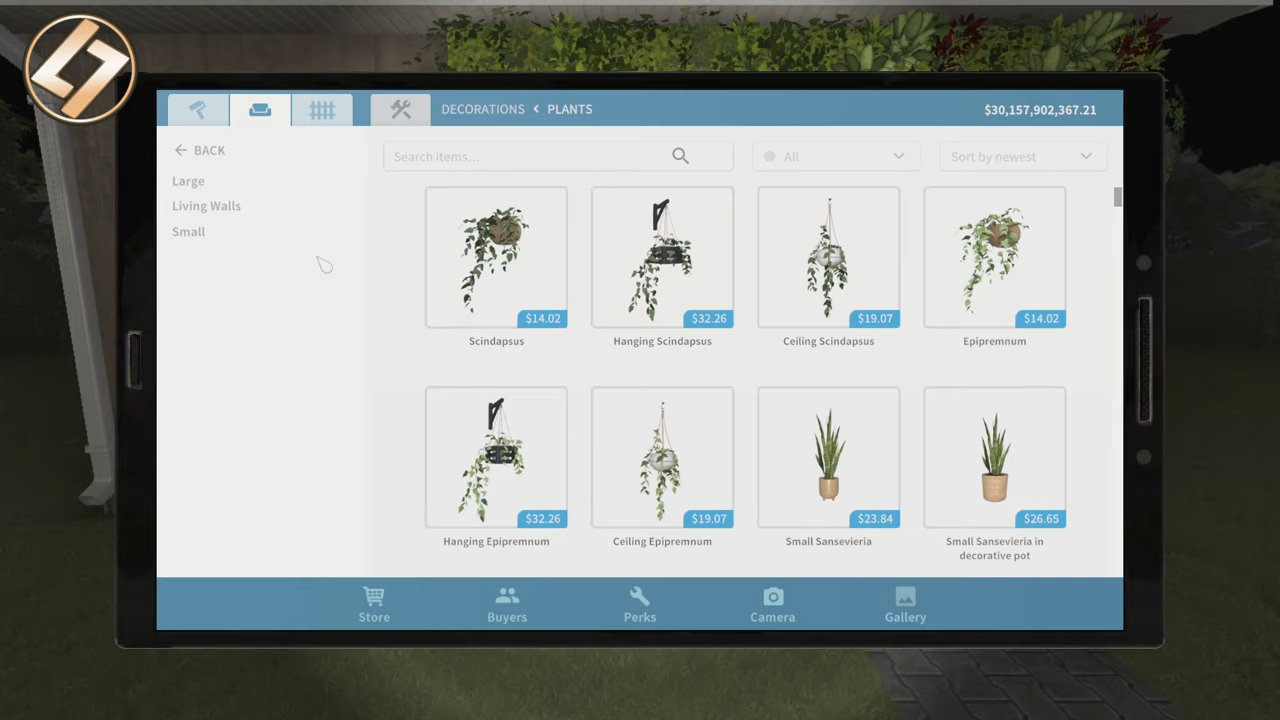 DECORATIONS < PLANTS
$30,157,902,367.21
BACK
Search items...
All
Sort by newest
Large
Living Walls
Small
$14.02
$32.26
$19.07
$14.02
Scindapsus
Hanging Scindapsus
Ceiling Scindapsus
Epipremnum
$32.26
$19.07
$23.84
$26.65
Hanging Epipremnum
Ceiling Epipremnum
Small Sansevieria
Small Sansevieria in
decorative pot
Store
Buyers
Perks
Camera
Gallery